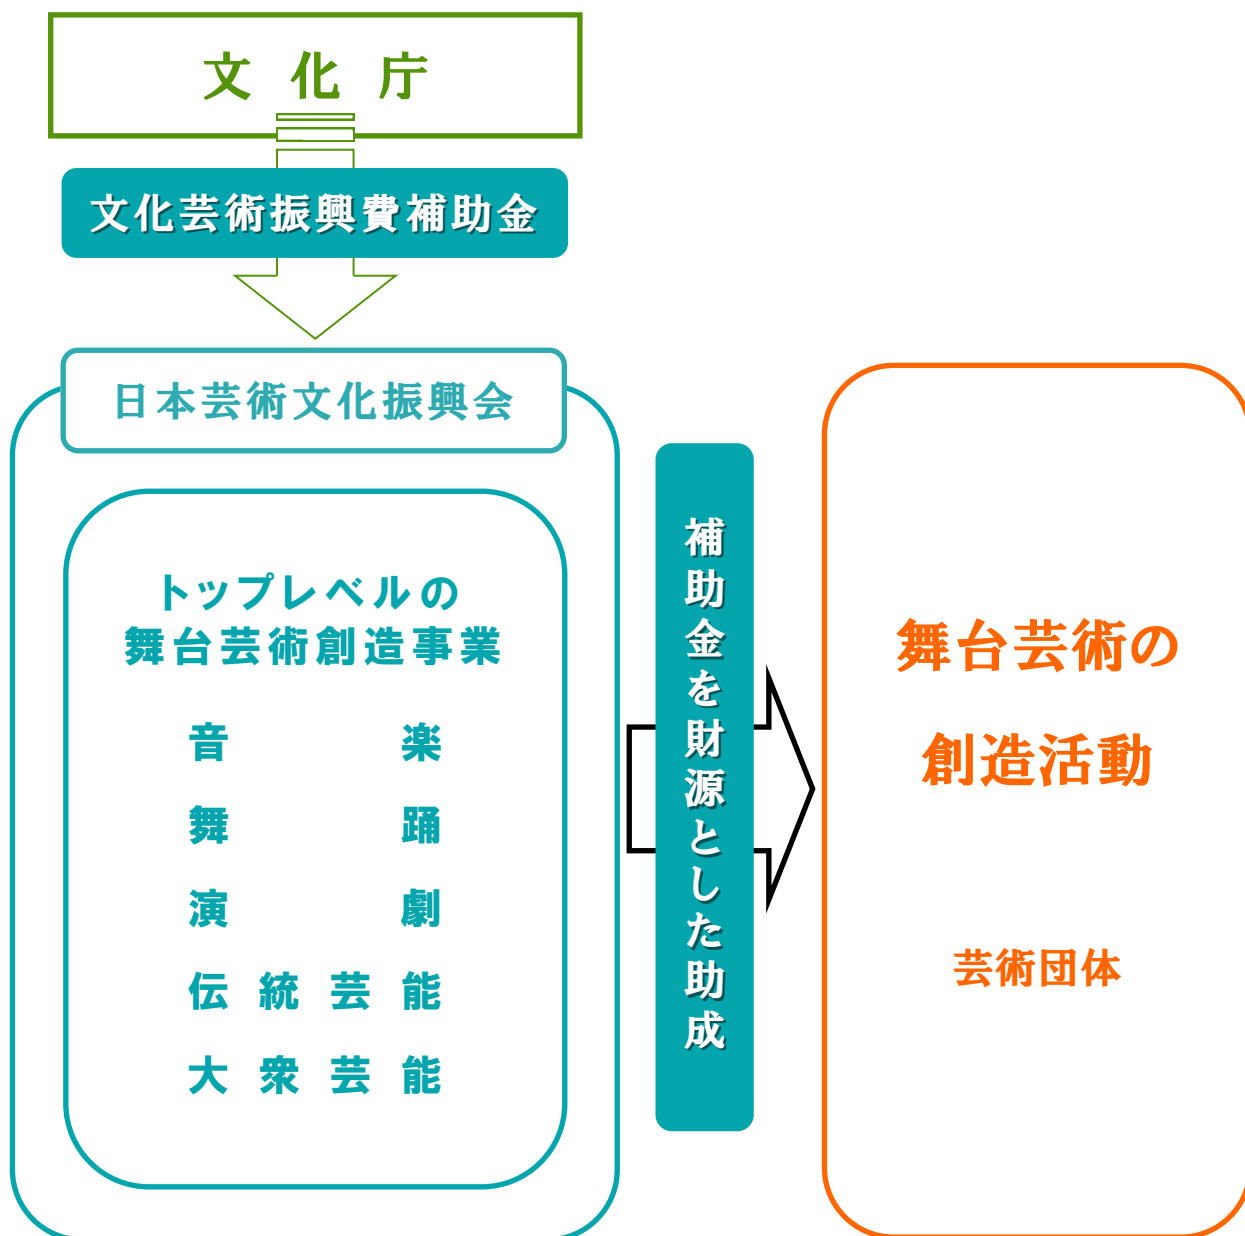 文化庁
文化芸術振興費補助金
日本芸術文化振興会
トップレベルの
舞台芸術創造事業
音楽
舞踊
演劇
伝統芸能
大衆芸能
補助金を財源とした助成
舞台芸術の
創造活動
芸術団体